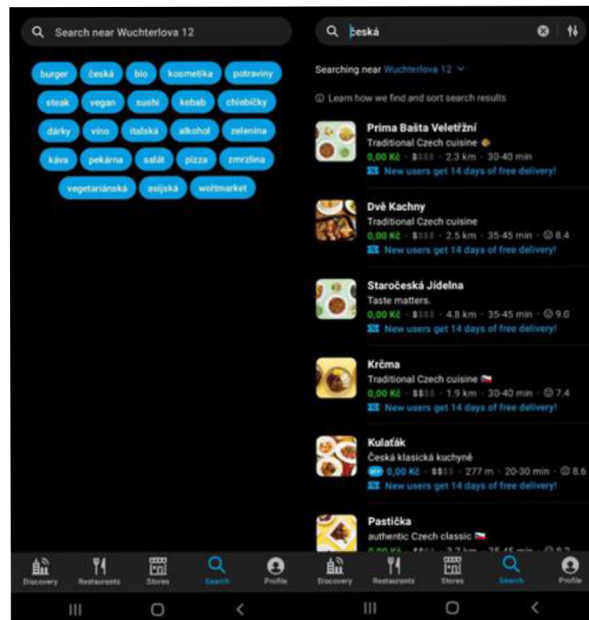 Search near Wuchterlova 12
burger česká bio kosmetika potraviny
steak vegan sushi kebab chlebíčky
dárky víno italská alkohol zelenina
káva pekárna salát pizza zmrzlina
vegetariánská asijská woltmarket
Discovery Restaurants Stores Search Profile
česká
Searching near Wuchterlova 12
Learn how we find and sort search results
Prima Bašta Veletržní
Traditional Czech cuisine
0,00 Kč · $$$$ · 2.3 km · 30-40 min
New users get 14 days of free delivery!
Dvě Kachny
Traditional Czech cuisine
0,00 Kč · $$$$ · 2.5 km · 35-45 min · 8.4
New users get 14 days of free delivery!
Staročeská Jídelna
Taste matters.
0,00 Kč · $$$$ · 4.8 km · 35-45 min · 9.0
New users get 14 days of free delivery!
Krčma
Traditional Czech cuisine 🇨🇿
0,00 Kč · $$$$ · 1.9 km · 30-40 min · 7.4
New users get 14 days of free delivery!
Kulaťák
Česká klasická kuchyně
0,00 Kč · $$$$ · 277 m · 20-30 min · 8.6
New users get 14 days of free delivery!
Pastička
authentic Czech classic 🇨🇿
Discovery Restaurants Stores Search Profile